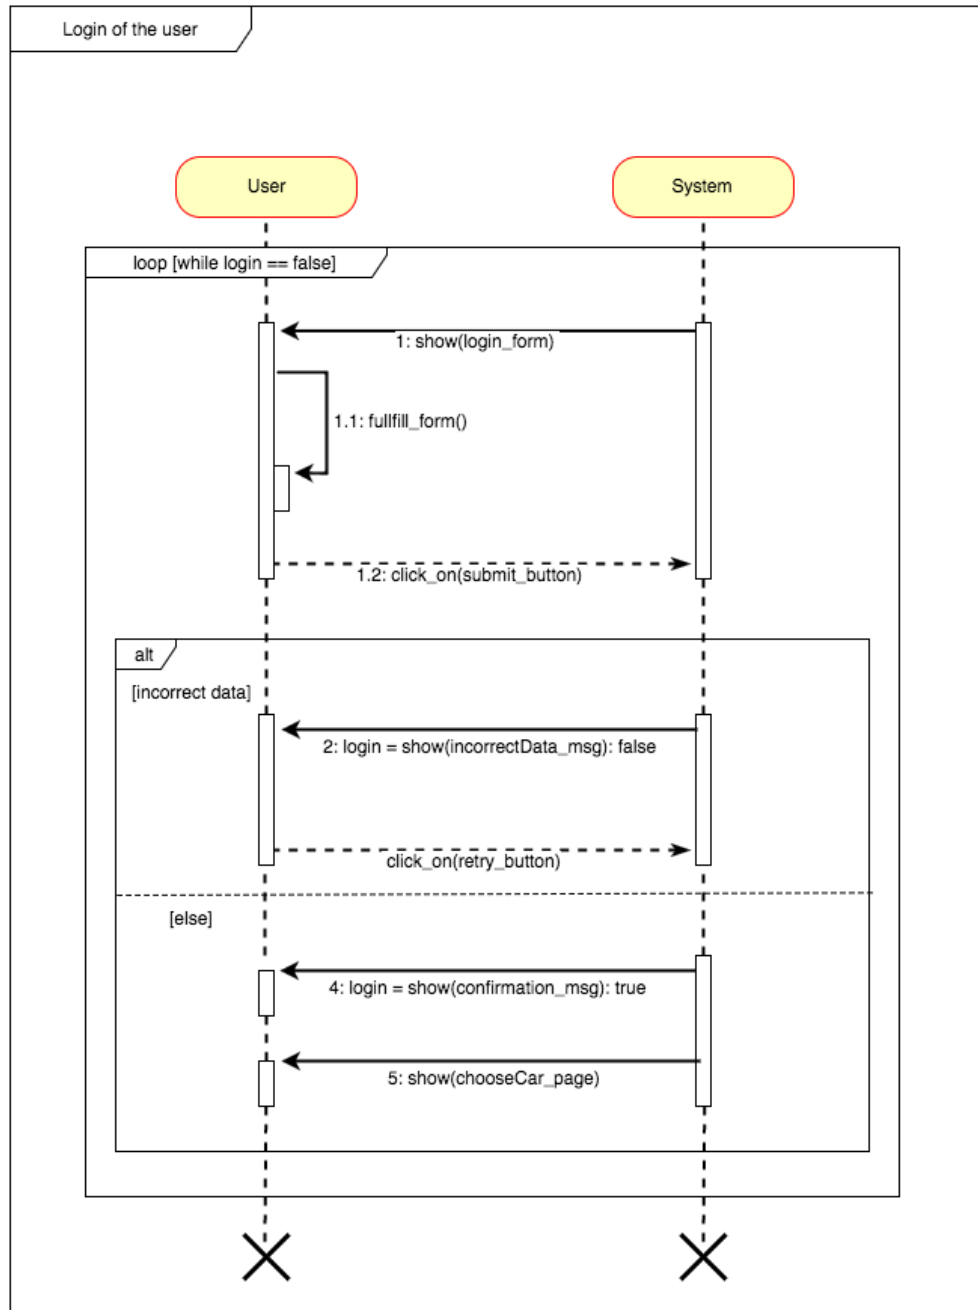 Login of the user
User
System
loop [while login == false]
1: show(login_form)
1.1: fullfill_form()
1.2: click_on(submit_button)
alt
[incorrect data]
2: login = show(incorrectData_msg): false
click_on(retry_button)
[else]
4: login = show(confirmation_msg): true
5: show(chooseCar_page)